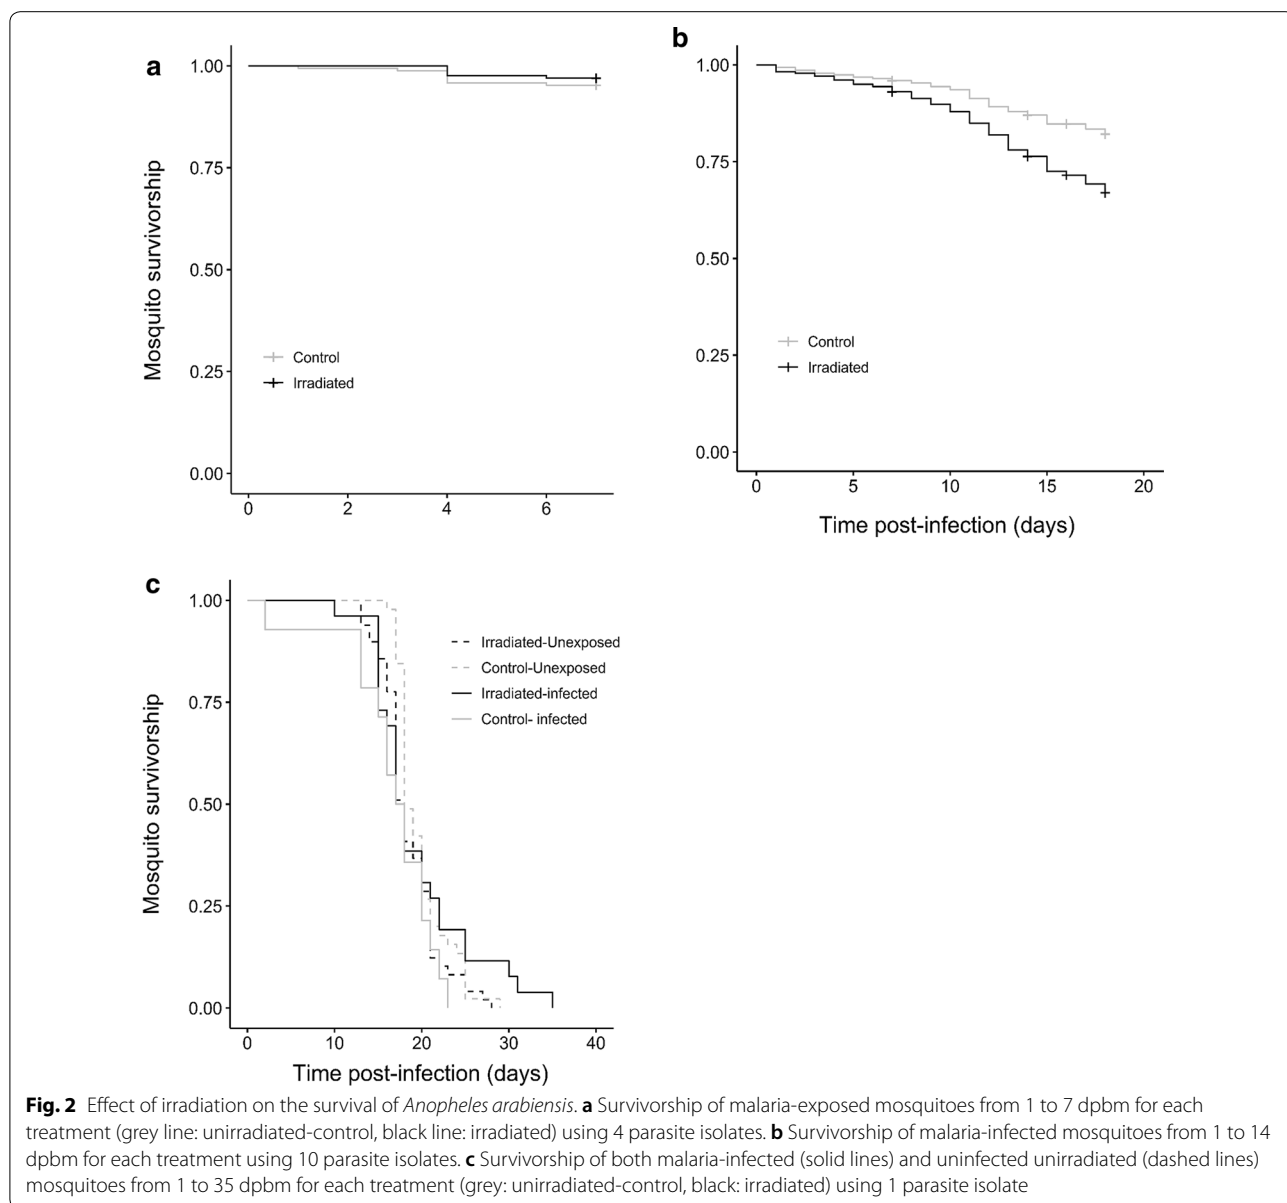 a
1.00
0.75
0.50
0.25
0.00
Mosquito survivorship
Control
Irradiated
0 2 4 6
b
1.00
0.75
0.50
0.25
0.00
Mosquito survivorship
Control
Irradiated
0 5 10 15 20
Time post-infection (days)
c
1.00
0.75
0.50
0.25
0.00
Mosquito survivorship
Irradiated-Unexposed
Control-Unexposed
Irradiated-infected
Control- infected
0 10 20 30 40
Time post-infection (days)
Fig. 2 Effect of irradiation on the survival of Anopheles arabiensis. a Survivorship of malaria-exposed mosquitoes from 1 to 7 dpbm for each
treatment (grey line: unirradiated-control, black line: irradiated) using 4 parasite isolates. b Survivorship of malaria-infected mosquitoes from 1 to 14
dpbm for each treatment using 10 parasite isolates. c Survivorship of both malaria-infected (solid lines) and uninfected unirradiated (dashed lines)
mosquitoes from 1 to 35 dpbm for each treatment (grey: unirradiated-control, black: irradiated) using 1 parasite isolate